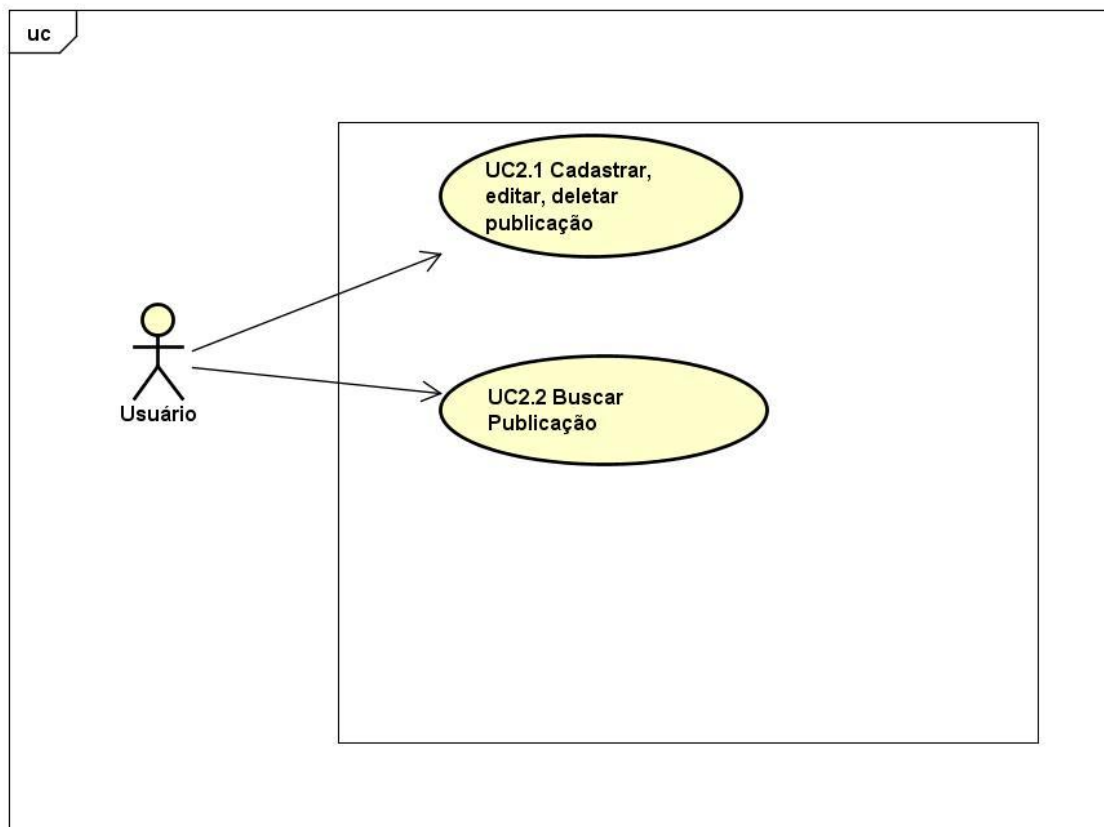 uc
UC2.1 Cadastrar,
editar, deletar
publicação
UC2.2 Buscar
Publicação
Usuário